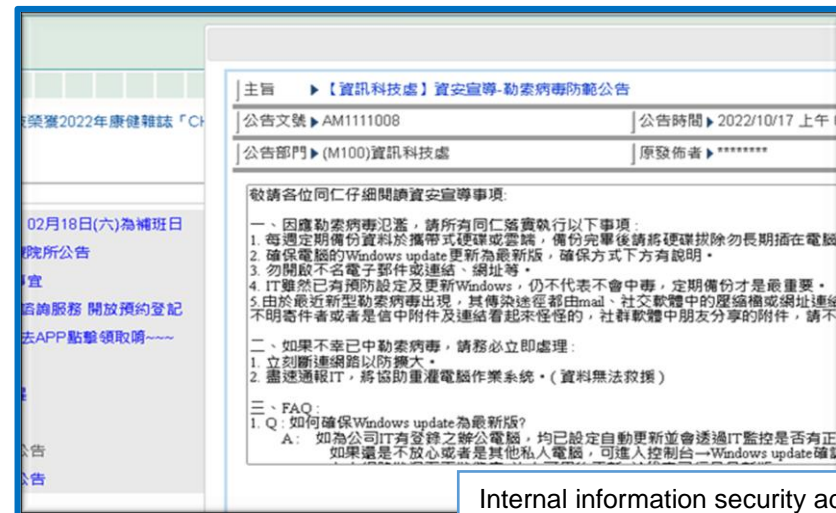 榮獲2022年康健雜誌「CH
02月18日(六)為補班日
院所公告
宜
諮詢服務 開放預約登記
去APP點擊領取唷~~~
公告
公告
主旨 【資訊科技處】資安宣導-勒索病毒防範公告
公告文號 AM1111008 公告時間 2022/10/17 上午
公告部門 (M100)資訊科技處 原發佈者 ********
敬請各位同仁仔細閱讀資安宣導事項:
一、因應勒索病毒氾濫,請所有同仁落實執行以下事項:
1. 每週定期備份資料於攜帶式硬碟或雲端,備份完畢後請將硬碟拔除勿長期插在電腦
2. 確保電腦的Windows update更新為最新版,確保方式下方有說明。
3. 勿開啟不名電子郵件或連結、網址等。
4. IT雖然已有預防設定及更新Windows,仍不代表不會中毒,定期備份才是最重要。
5.由於最近新型勒索病毒出現,其傳染途徑都由mail、社交軟體中的壓縮檔或網址連結
不明寄件者或者是信中附件及連結看起來怪怪的,社群軟體中朋友分享的附件,請不
二、如果不幸已中勒索病毒,請務必立即處理:
1. 立刻斷連網路以防擴大。
2. 盡速通報IT,將協助重灌電腦作業系統。(資料無法救援)
三、FAQ:
1. Q : 如何確保Windows update為最新版?
A: 如為公司IT有登錄之辦公電腦,均已設定自動更新並會透過IT監控是否有正
如果還是不放心或者是其他私人電腦,可進入控制台→Windows update確認
Internal information security ac